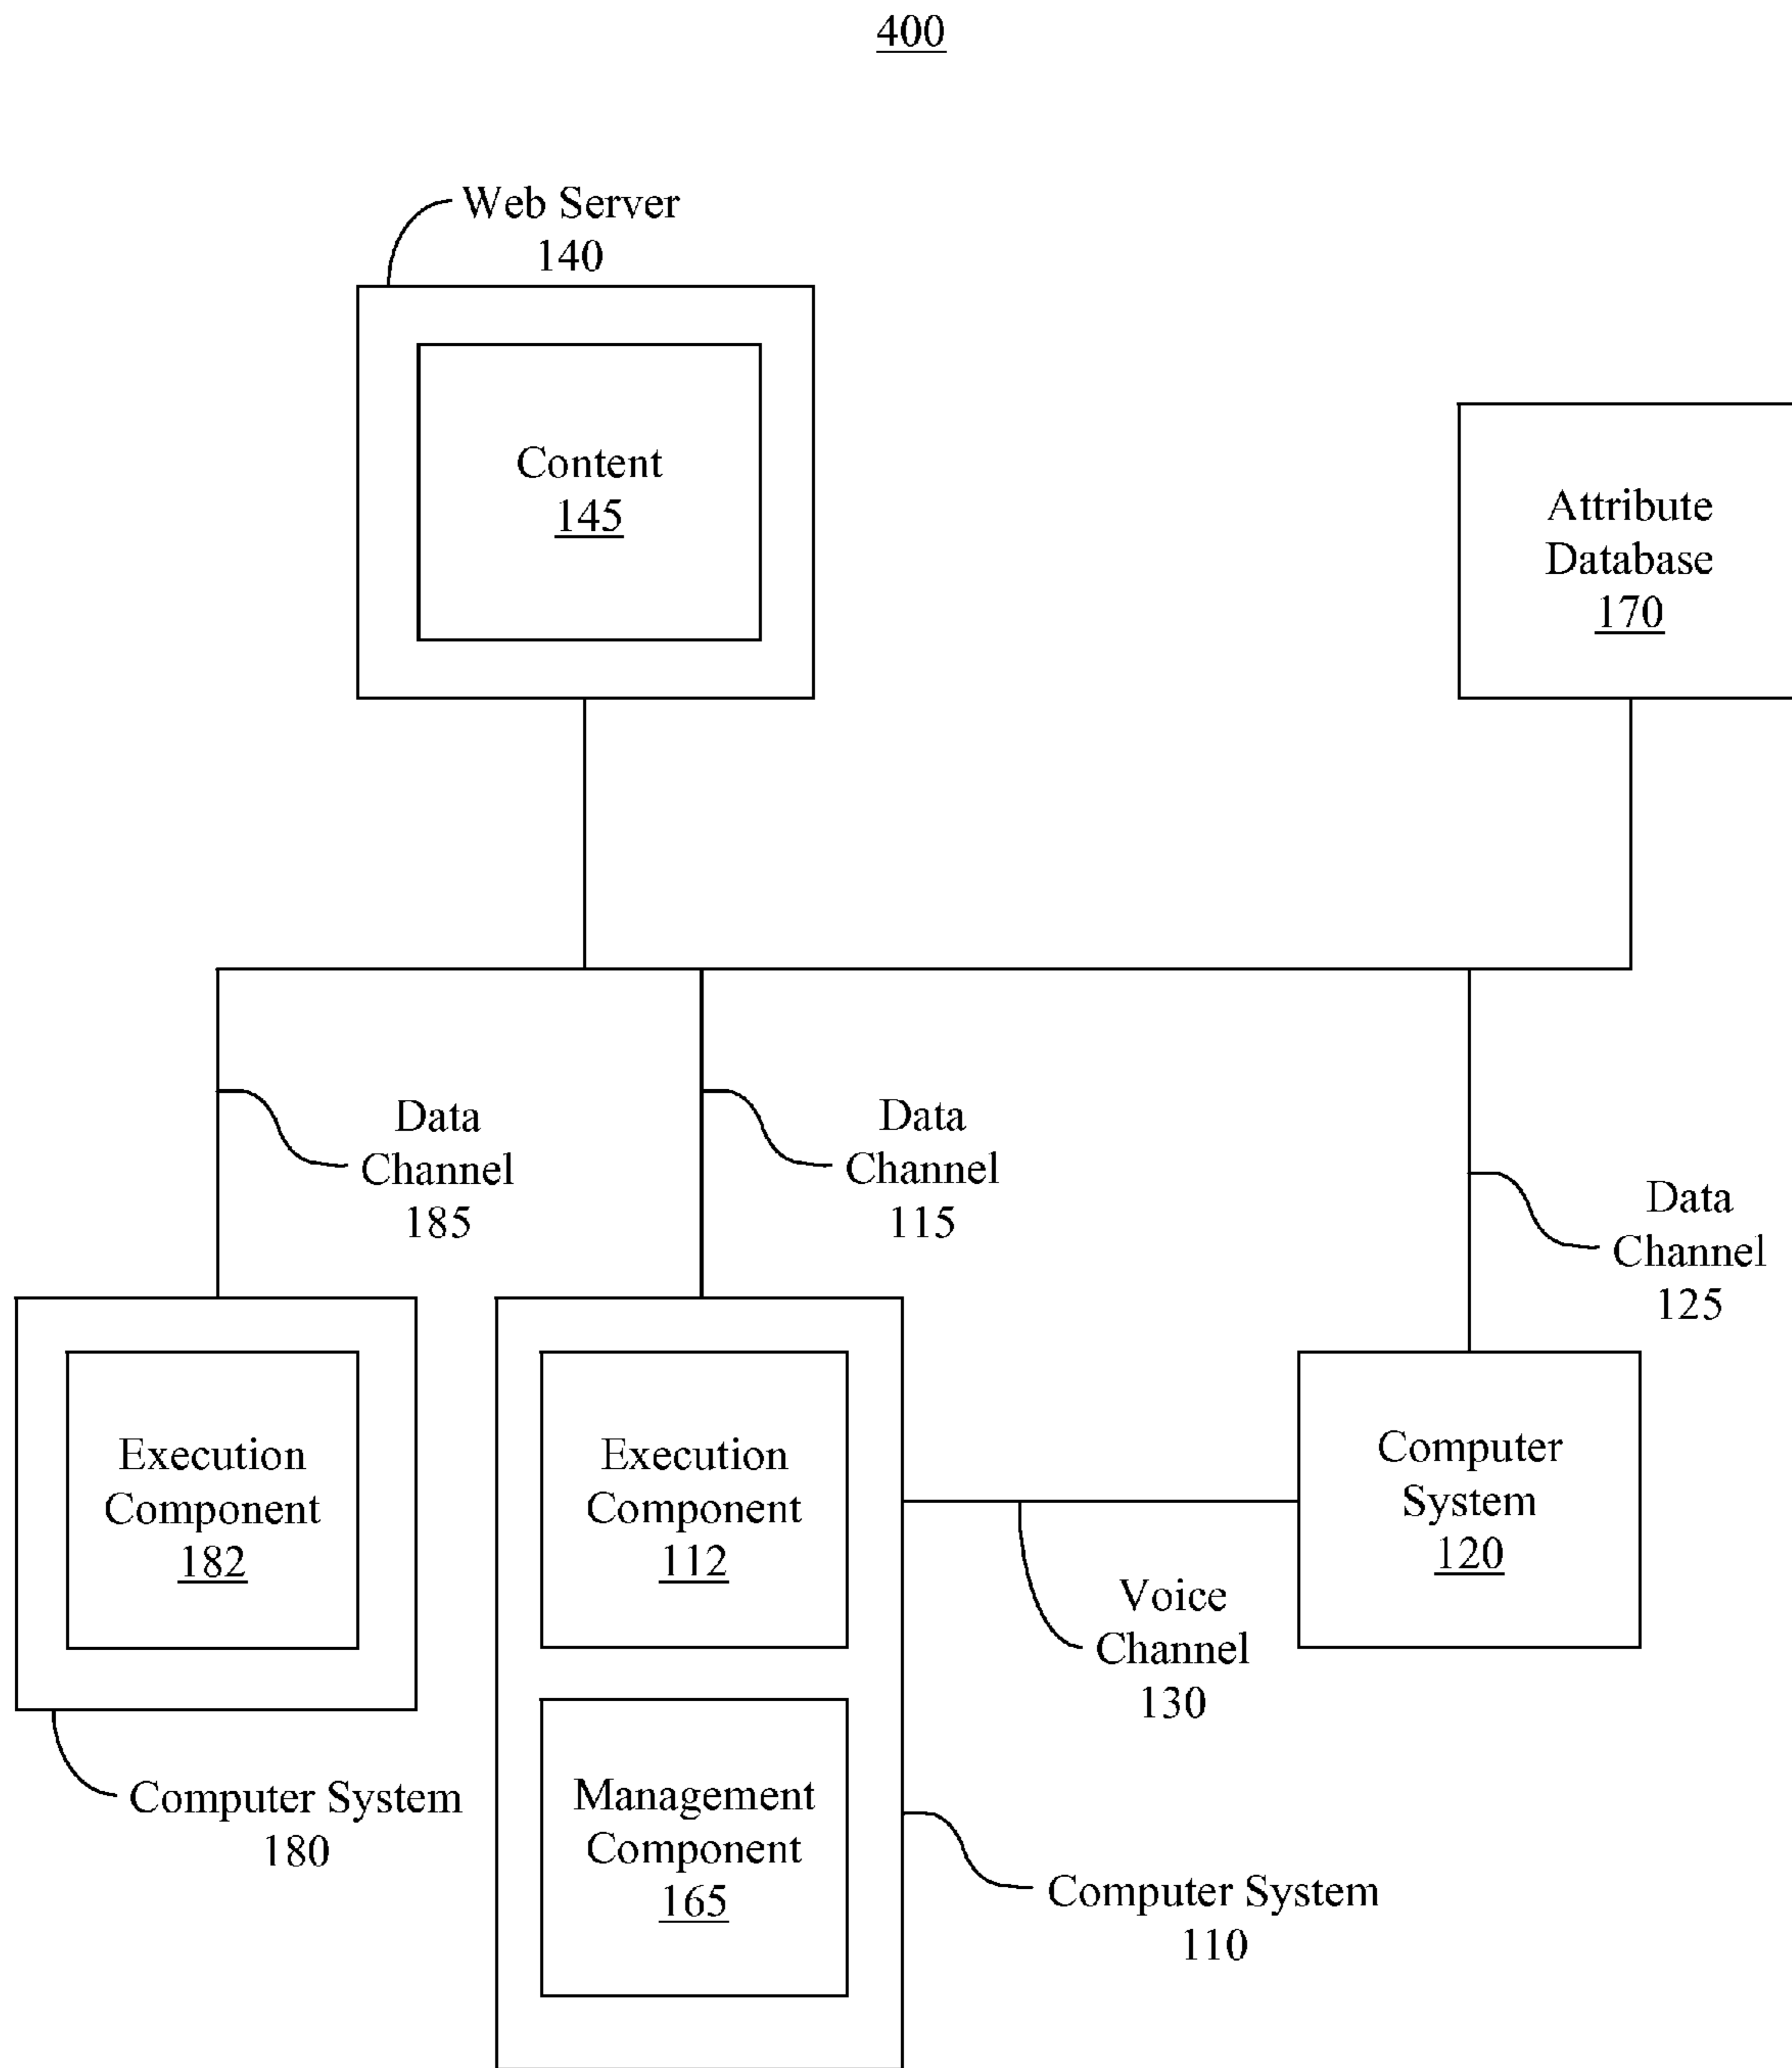 400
Web Server
140
Content
145
Attribute
Database
170
Data
Channel
185
Data
Channel
115
Data
Channel
125
Execution
Component
182
Execution
Component
112
Computer
System
120
Voice
Channel
130
Computer System
180
Management
Component
165
Computer System
110